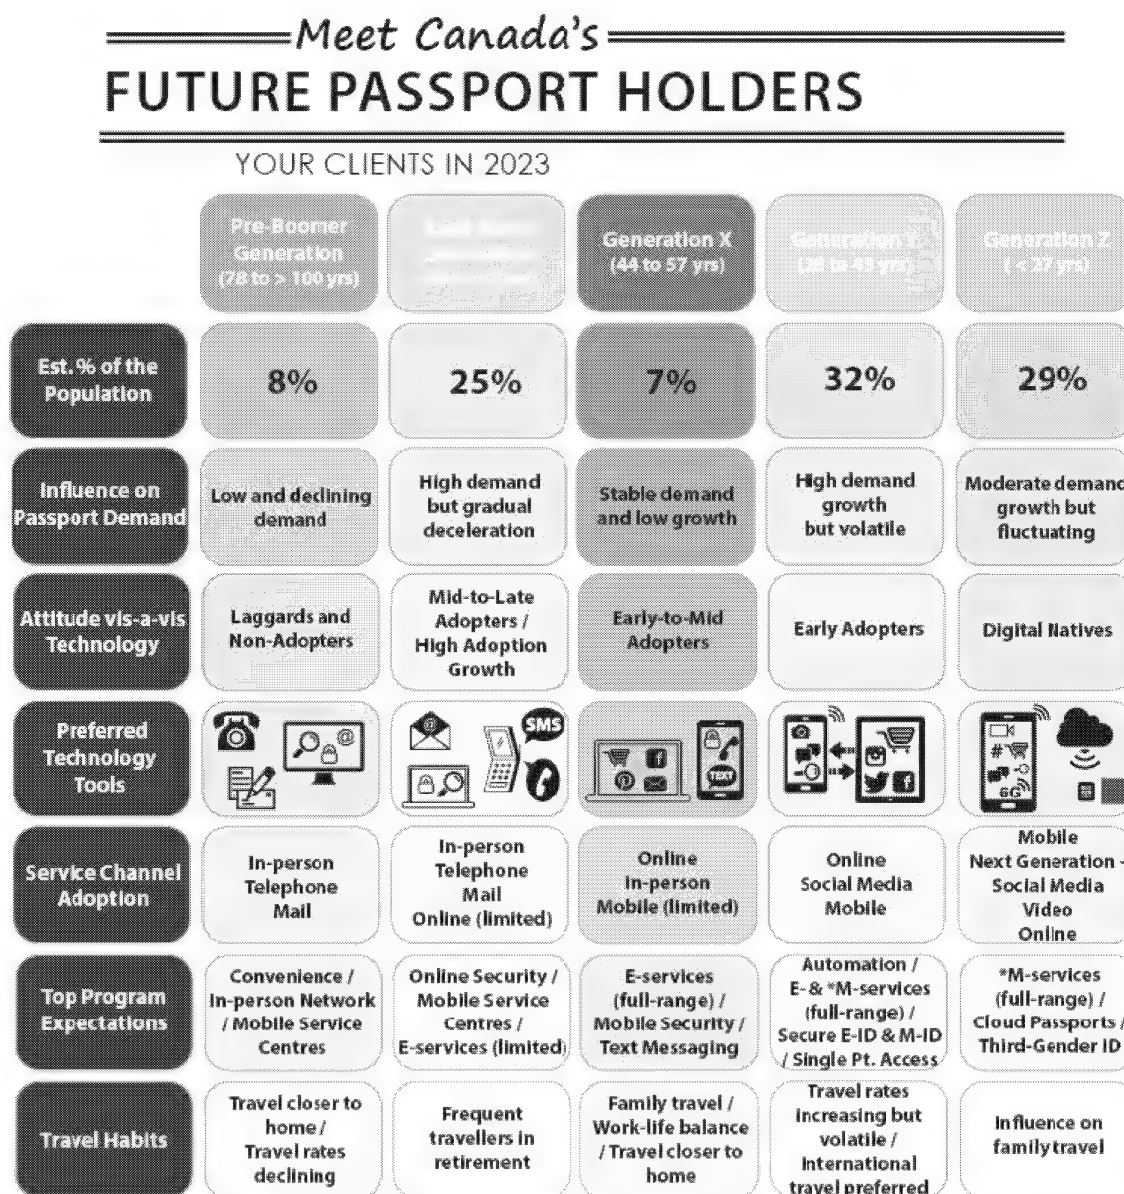 Meet Canada's
FUTURE PASSPORT HOLDERS
YOUR CLIENTS IN 2023
Pre-Boomer
Generation
(78 to > 100 yrs)
Generation X
(44 to 57 yrs)
Generation
(28 to 43 yrs)
Generation Z
( < 27 yrs)
Est. % of the
Population
8%
25%
7%
32%
29%
Influence on
Passport Demand
Low and declining
demand
High demand
but gradual
deceleration
Stable demand
and low growth
High demand
growth
but volatile
Moderate demand
growth but
fluctuating
Attitude vis-a-vis
Technology
Laggards and
Non-Adopters
Mid-to-Late
Adopters /
High Adoption
Growth
Early-to-Mid
Adopters
Early Adopters
Digital Natives
Preferred
Technology
Tools
@
@
SMS
TEXT
#
6G
Service Channel
Adoption
In-person
Telephone
Mail
In-person
Telephone
Mail
Online (limited)
Online
In-person
Mobile (limited)
Online
Social Media
Mobile
Mobile
Next Generation -
Social Media
Video
Online
Top Program
Expectations
Convenience /
In-person Network
/ Mobile Service
Centres
Online Security /
Mobile Service
Centres /
E-services (limited)
E-services
(full-range) /
Mobile Security /
Text Messaging
Automation /
E- & *M-services
(full-range) /
Secure E-ID & M-ID
/ Single Pt. Access
*M-services
(full-range) /
Cloud Passports /
Third-Gender ID
Travel Habits
Travel closer to
home /
Travel rates
declining
Frequent
travellers in
retirement
Family travel /
Work-life balance
/ Travel closer to
home
Travel rates
increasing but
volatile /
International
travel preferred
Influence on
family travel